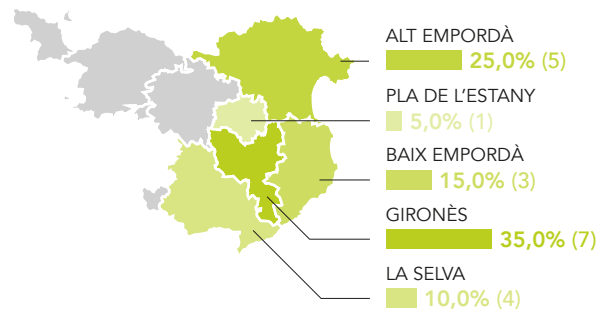 ALT EMPORDÀ
25,0% (5)
PLA DE L'ESTANY
5,0% (1)
BAIX EMPORDÀ
15,0% (3)
GIRONÈS
35,0% (7)
LA SELVA
10,0% (4)